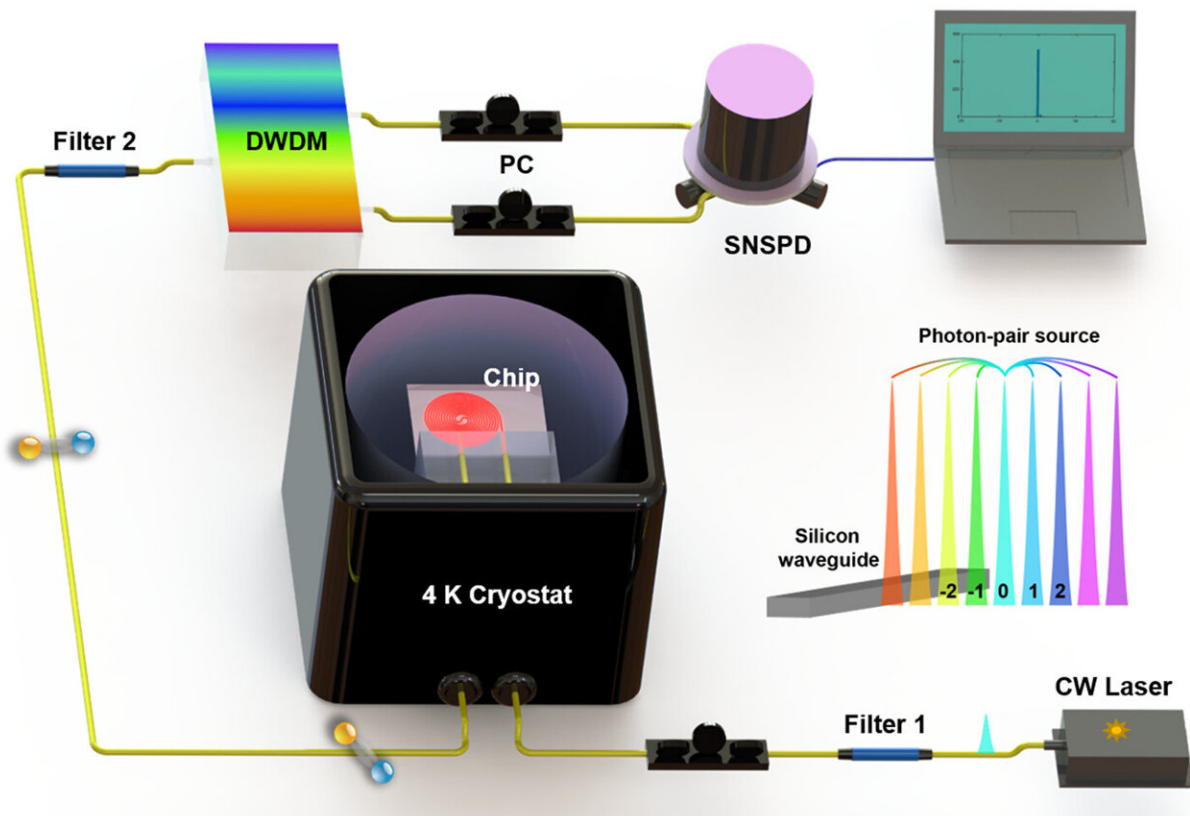 Filter 2
DWDM
PC
SNSPD
Chip
4 K Cryostat
Photon-pair source
Silicon
waveguide
-2 -1 0 1 2
CW Laser
Filter 1